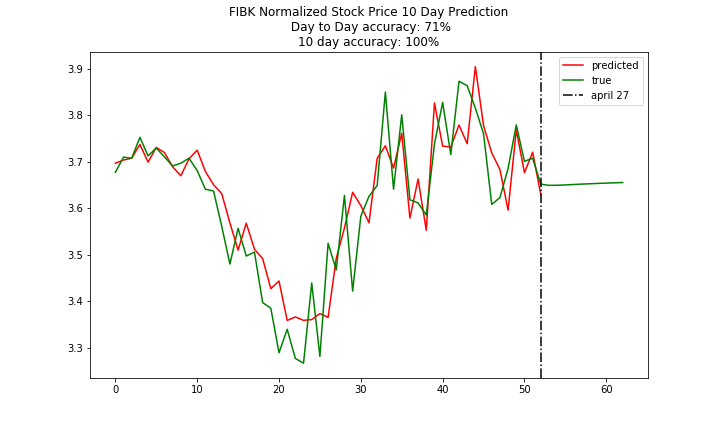 FIBK Normalized Stock Price 10 Day Prediction
Day to Day accuracy: 71%
10 day accuracy: 100%
predicted
true
april 27
3.9
3.8
3.7
3.6
3.5
3.4
3.3
0 10 20 30 40 50 60